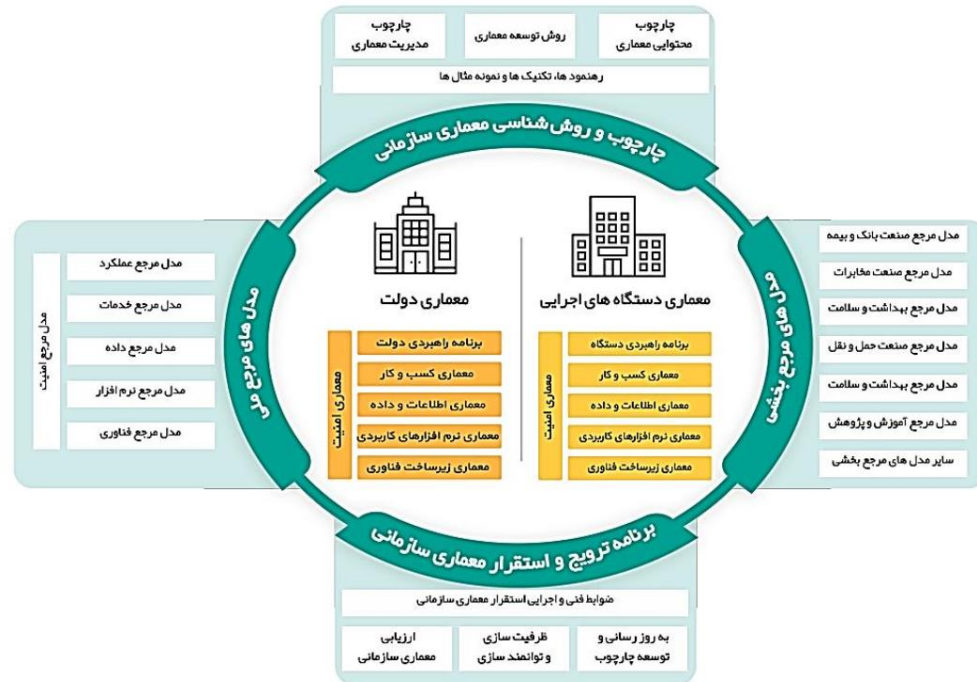 چارچوب
محتوایی معماری
روش توسعه معماری
چارچوب
مدیریت معماری
رهنمود ها، تکنیک ها و نمونه مثال ها
چارچوب و روش شناسی معماری سازمانی
مدل های مرجع بخشی
مدل مرجع صنعت بانک و بیمه
مدل مرجع صنعت مخابرات
مدل مرجع بهداشت و سلامت
مدل مرجع صنعت حمل و نقل
مدل مرجع بهداشت و سلامت
مدل مرجع آموزش و پژوهش
سایر مدل های مرجع بخشی
معماری دستگاه های اجرایی
برنامه راهبردی دستگاه
معماری کسب و کار
معماری اطلاعات و داده
معماری نرم افزارهای کاربردی
معماری زیرساخت فناوری
معماری امنیت
معماری دولت
برنامه راهبردی دولت
معماری کسب و کار
معماری اطلاعات و داده
معماری نرم افزارهای کاربردی
معماری زیرساخت فناوری
معماری امنیت
مدل های مرجع ملی
مدل مرجع عملکرد
مدل مرجع خدمات
مدل مرجع داده
مدل مرجع نرم افزار
مدل مرجع فناوری
مدل مرجع امنیت
برنامه ترویج و استقرار معماری سازمانی
ضوابط فنی و اجرایی استقرار معماری سازمانی
به روز رسانی و
توسعه چارچوب
ظرفیت سازی
و توانمند سازی
ارزیابی
معماری سازمانی